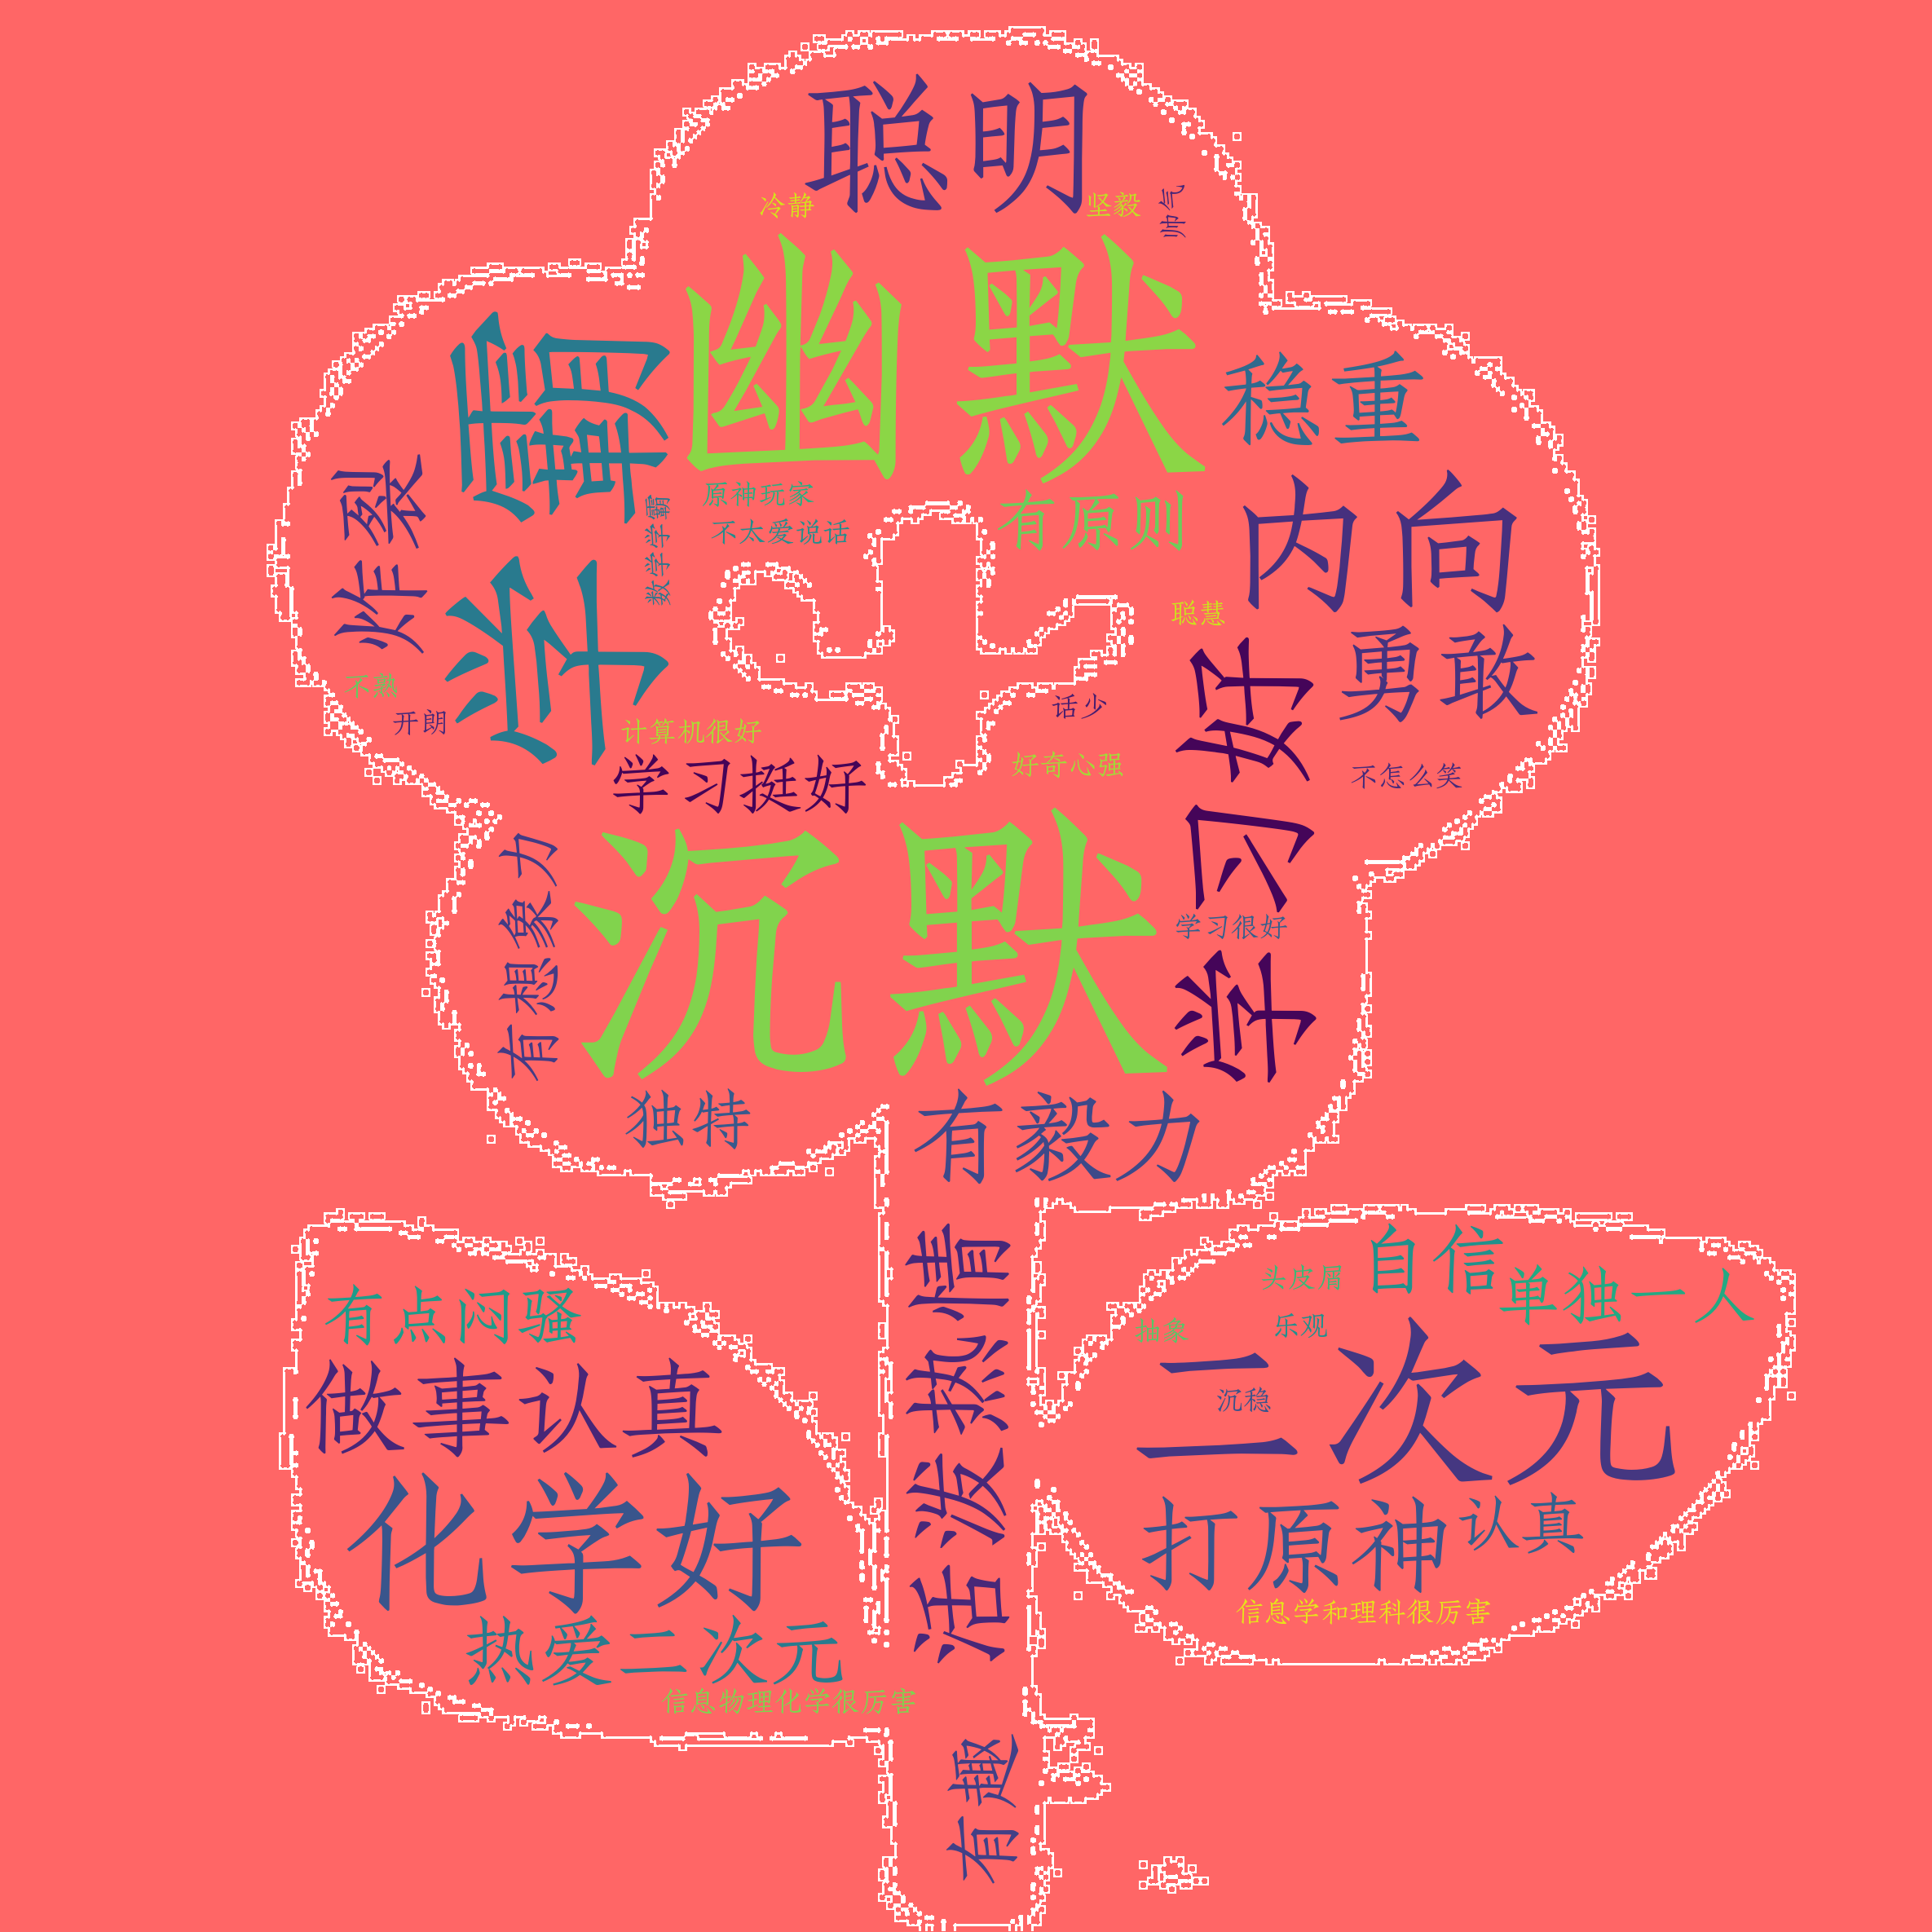 聪明
冷静
坚毅
帅气
幽默
学霸
稳重
炸裂
原神玩家
有原则
不太爱说话
数学学霸
内向
聪慧
勇敢
不熟
开朗
话少
计算机很好
学习挺好
好奇心强
学习好
不怎么笑
沉默
有想象力
学习很好
独特
有毅力
活泼热情
自信
头皮屑
单独一人
有点闷骚
抽象
乐观
二次元
沉稳
做事认真
化学好
打原神
认真
信息学和理科很厉害
热爱二次元
信息物理化学很厉害
有趣